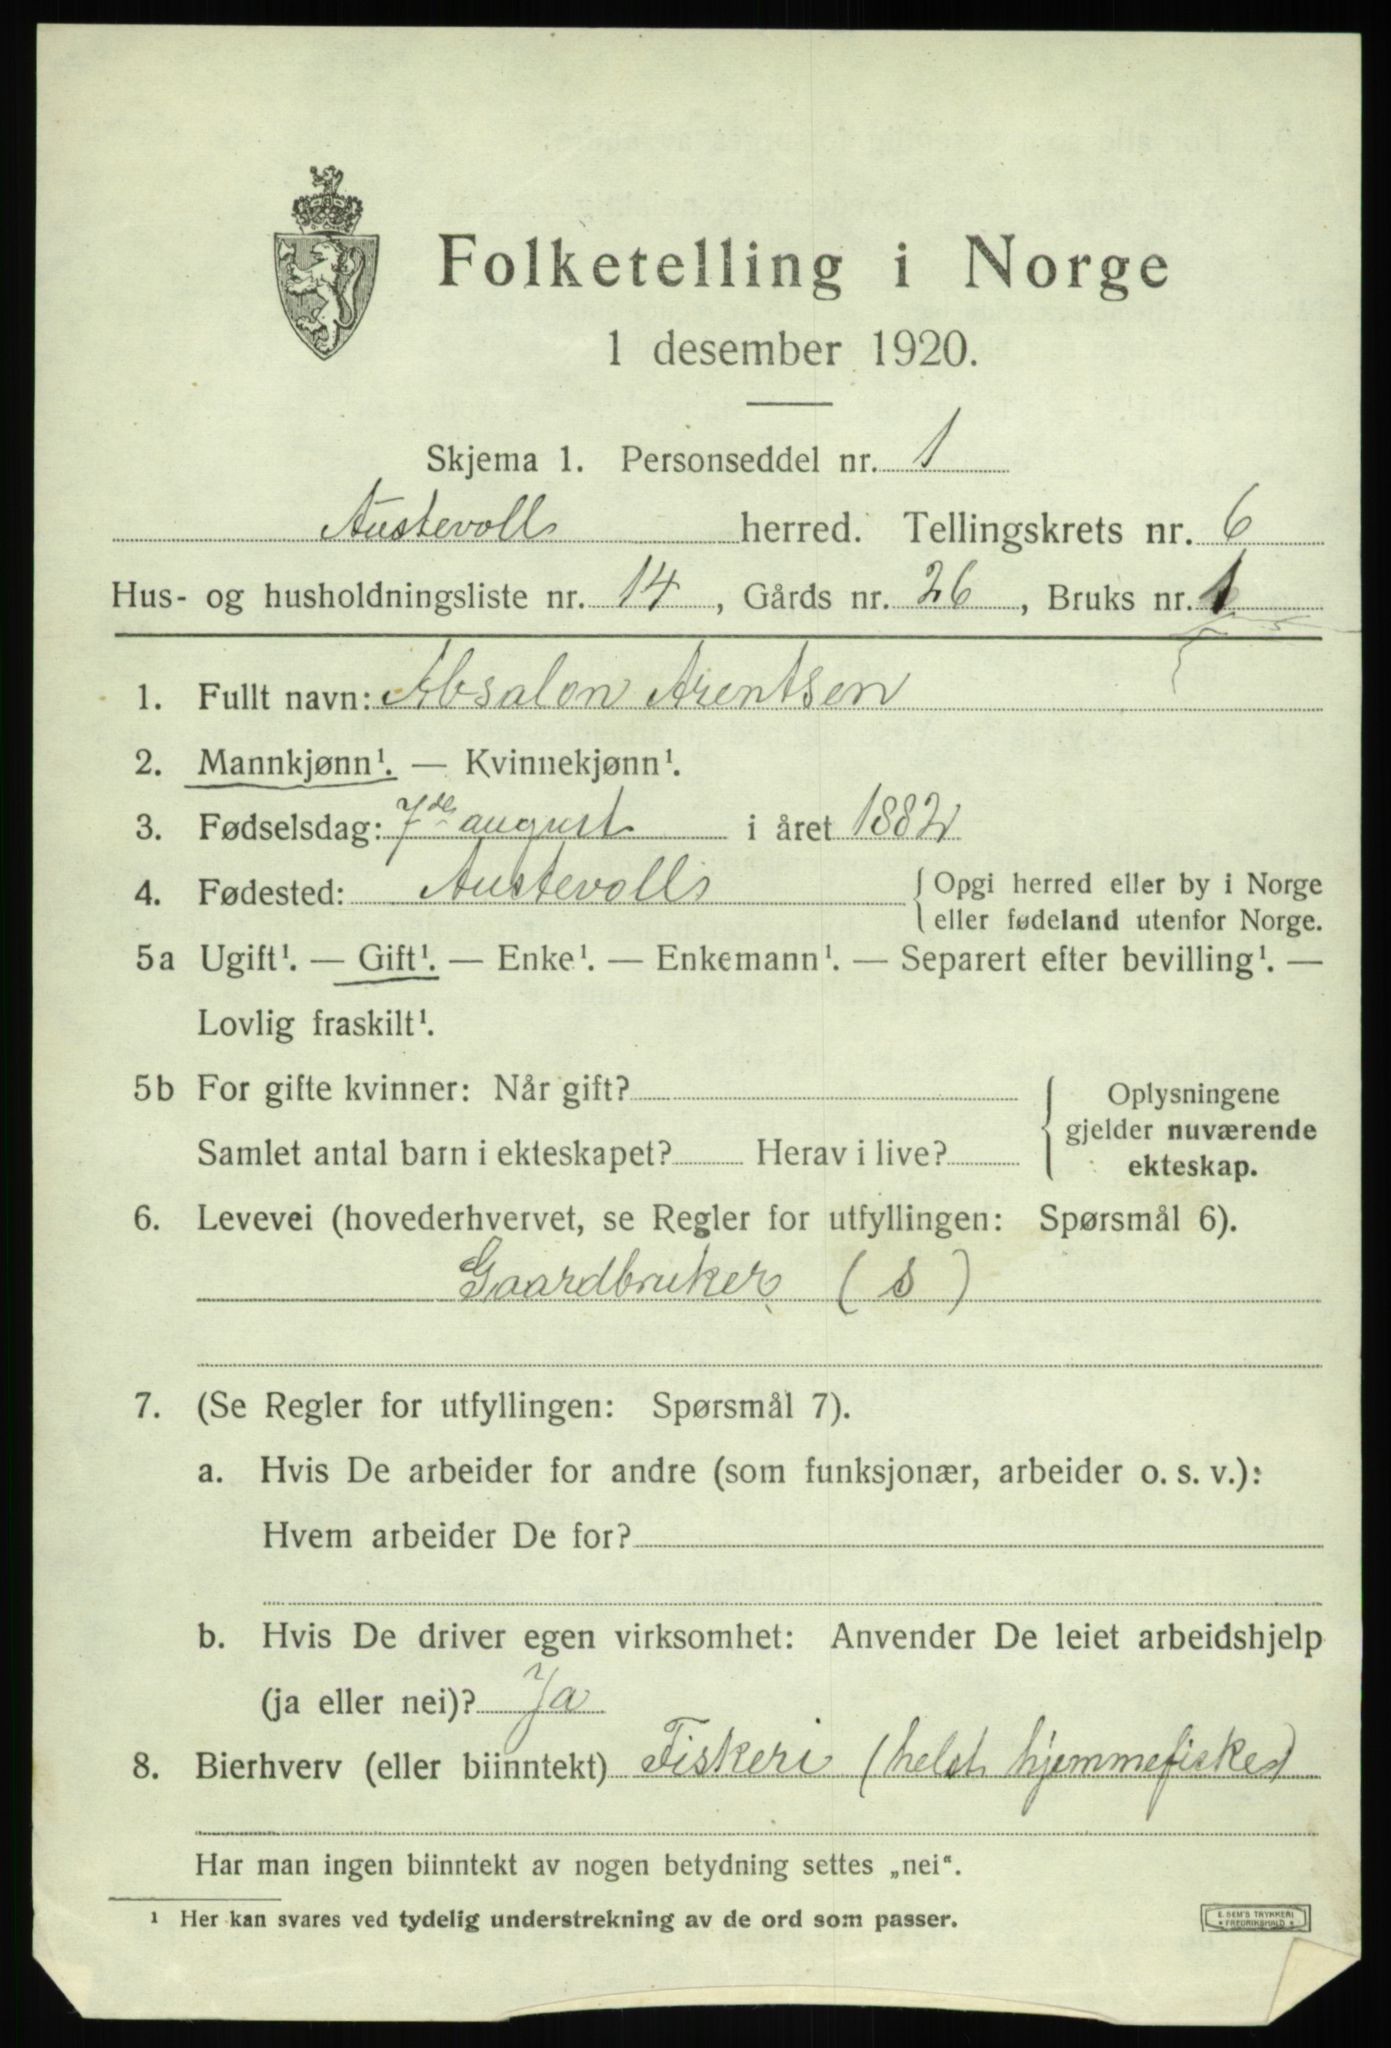 Folketelling i Norge
1 desember 1920.
Skjema 1. Personseddel nr. 1
Austevolls herred. Tellingskrets nr. 6
Hus- og husholdningsliste nr. 14, Gårds nr. 26, Bruks nr. 1
1. Fullt navn: Absalon Arentsen
2. Mannkjønn¹. — Kvinnekjønn¹.
3. Fødselsdag: 7de august i året 1882
4. Fødested: Austevolls { Opgi herred eller by i Norge
eller fødeland utenfor Norge.
5a Ugift¹. — Gift¹. — Enke¹. — Enkemann¹. — Separert efter bevilling¹. —
Lovlig fraskilt¹.
5b For gifte kvinner: Når gift? { Oplysningene
gjelder nuværende
Samlet antal barn i ekteskapet? Herav i live?
ekteskap.
6. Levevei (hovederhvervet, se Regler for utfyllingen: Spørsmål 6).
Gaardbruker (s)
7. (Se Regler for utfyllingen: Spørsmål 7).
a. Hvis De arbeider for andre (som funksjonær, arbeider o. s. v.):
Hvem arbeider De for?
b. Hvis De driver egen virksomhet: Anvender De leiet arbeidshjelp
(ja eller nei)? Ja
8. Bierhverv (eller biinntekt) Fiskeri (helst hjemmefiske)
Har man ingen biinntekt av nogen betydning settes „nei“.
¹ Her kan svares ved tydelig understrekning av de ord som passer.
E. SEM'S TRYKKERI
* FREDRIKSHALD *